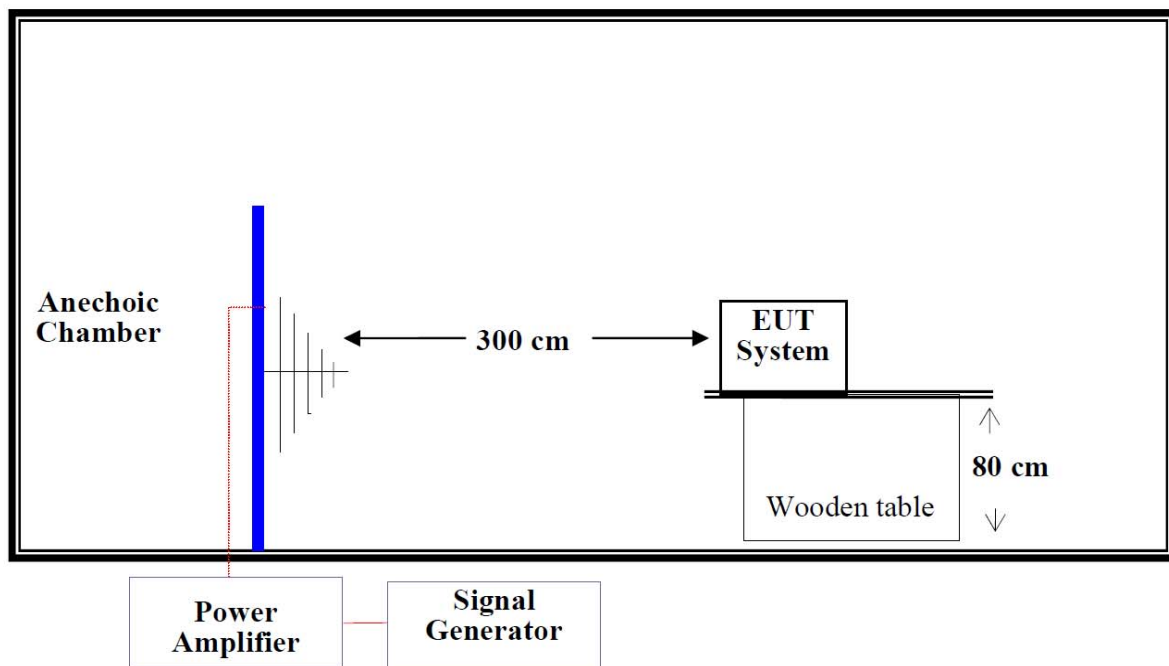 Anechoic
Chamber
300 cm
EUT
System
80 cm
Wooden table
Power
Amplifier
Signal
Generator